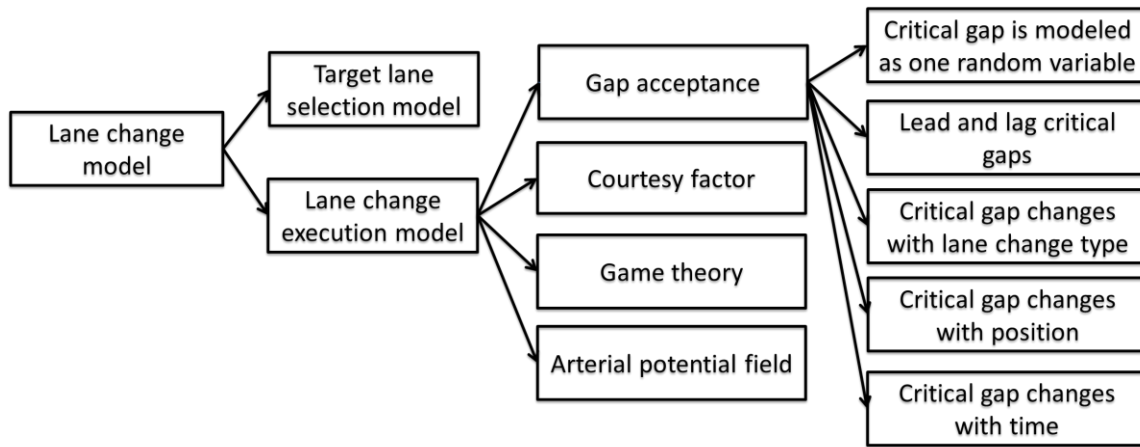 Lane change
model
Target lane
selection model
Lane change
execution model
Gap acceptance
Courtesy factor
Game theory
Arterial potential field
Critical gap is modeled
as one random variable
Lead and lag critical
gaps
Critical gap changes
with lane change type
Critical gap changes
with position
Critical gap changes
with time